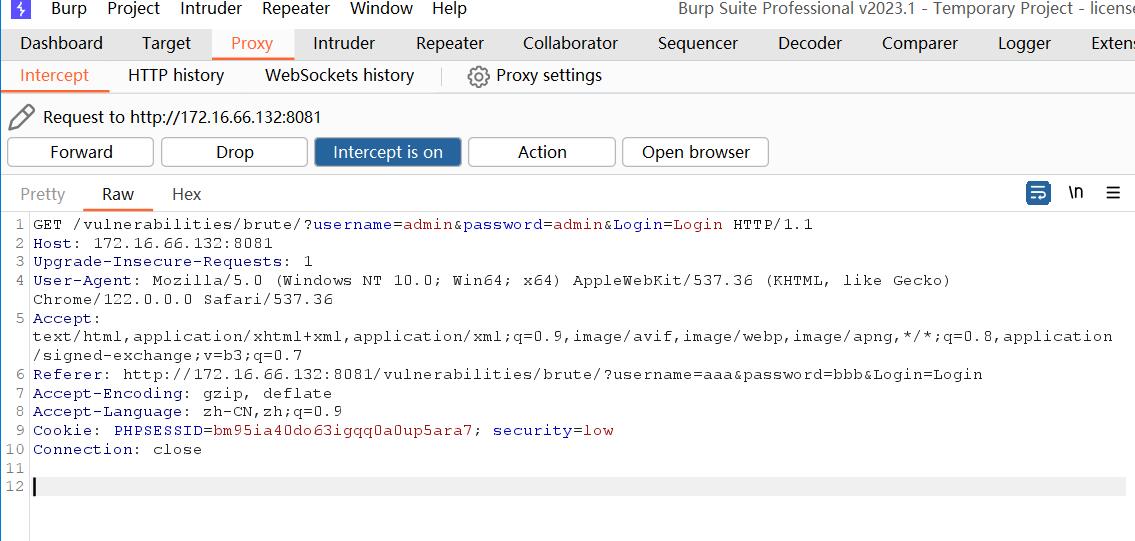 Burp Project Intruder Repeater Window Help Burp Suite Professional v2023.1 - Temporary Project - license
Dashboard Target Proxy Intruder Repeater Collaborator Sequencer Decoder Comparer Logger Exten
Intercept HTTP history WebSockets history Proxy settings
Request to http://172.16.66.132:8081
Forward Drop Intercept is on Action Open browser
Pretty Raw Hex \n
1 GET /vulnerabilities/brute/?username=admin&password=admin&Login=Login HTTP/1.1
2 Host: 172.16.66.132:8081
3 Upgrade-Insecure-Requests: 1
4 User-Agent: Mozilla/5.0 (Windows NT 10.0; Win64; x64) AppleWebKit/537.36 (KHTML, like Gecko)
Chrome/122.0.0.0 Safari/537.36
5 Accept:
text/html,application/xhtml+xml,application/xml;q=0.9,image/avif,image/webp,image/apng,*/*;q=0.8,application
/signed-exchange;v=b3;q=0.7
6 Referer: http://172.16.66.132:8081/vulnerabilities/brute/?username=aaa&password=bbb&Login=Login
7 Accept-Encoding: gzip, deflate
8 Accept-Language: zh-CN,zh;q=0.9
9 Cookie: PHPSESSID=bm95ia40do63igqq0a0up5ara7; security=low
10 Connection: close
11
12